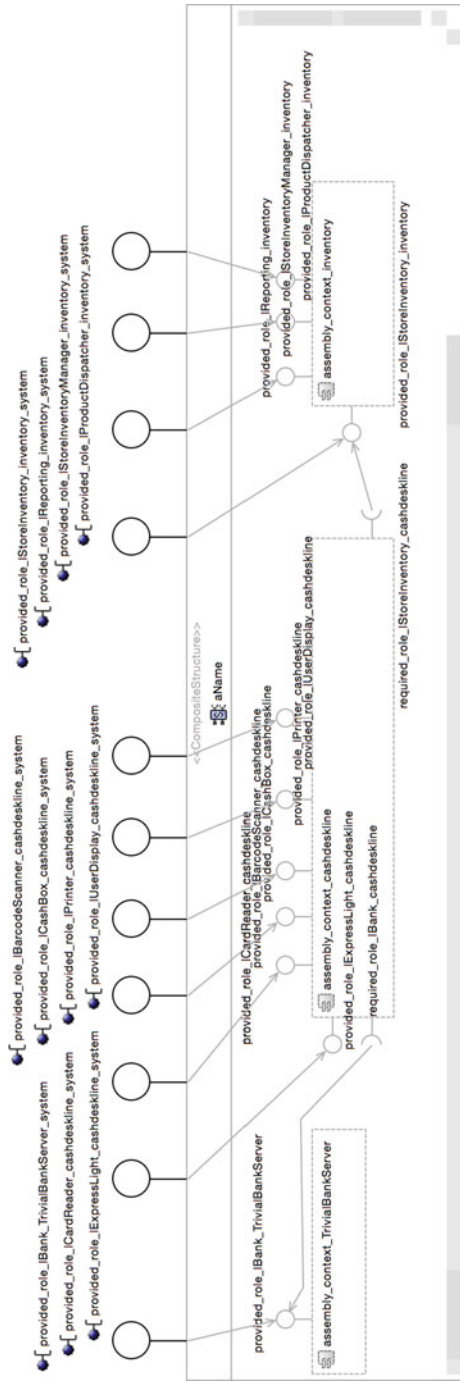 provided_role_IBank_TrivialBankServer_system
provided_role_ICardReader_cashdeskline_system
provided_role_IExpressLight_cashdeskline_system
provided_role_IBarcodeScanner_cashdeskline_system
provided_role_ICashBox_cashdeskline_system
provided_role_IPrinter_cashdeskline_system
provided_role_IUserDisplay_cashdeskline_system
provided_role_IStoreInventory_inventory_system
provided_role_IReporting_inventory_system
provided_role_IStoreInventoryManager_inventory_system
provided_role_IProductDispatcher_inventory_system
<<CompositeStructure>>
aName
provided_role_IBank_TrivialBankServer
assembly_context_TrivialBankServer
provided_role_ICardReader_cashdeskline
provided_role_IBarcodeScanner_cashdeskline
provided_role_ICashBox_cashdeskline
provided_role_IPrinter_cashdeskline
provided_role_IUserDisplay_cashdeskline
assembly_context_cashdeskline
provided_role_IExpressLight_cashdeskline
required_role_IBank_cashdeskline
required_role_IStoreInventory_cashdeskline
provided_role_IReporting_inventory
provided_role_IStoreInventoryManager_inventory
provided_role_IProductDispatcher_inventory
assembly_context_inventory
provided_role_IStoreInventory_inventory